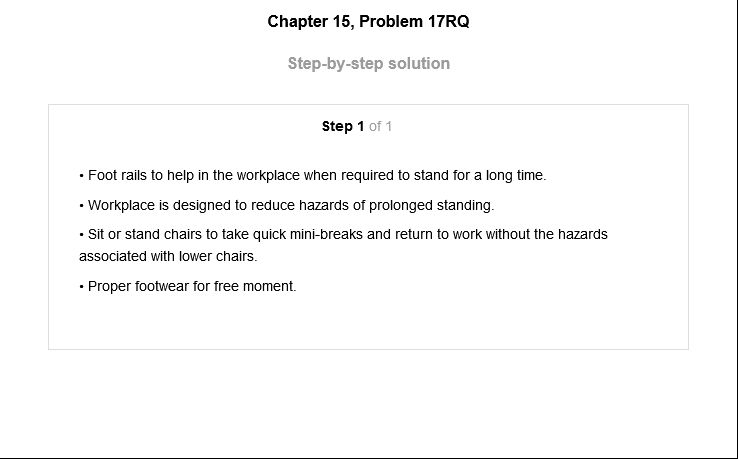 Chapter 15, Problem 17RQ
Step-by-step solution
Step 1 of 1
• Foot rails to help in the workplace when required to stand for a long time.
• Workplace is designed to reduce hazards of prolonged standing.
• Sit or stand chairs to take quick mini-breaks and return to work without the hazards
associated with lower chairs.
• Proper footwear for free moment.